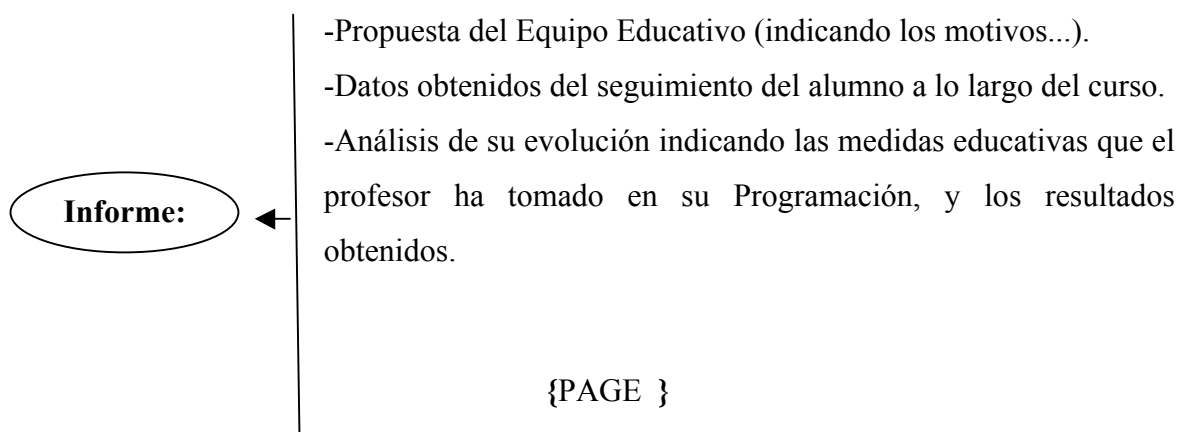 -Propuesta del Equipo Educativo (indicando los motivos...).
-Datos obtenidos del seguimiento del alumno a lo largo del curso.
-Análisis de su evolución indicando las medidas educativas que el
profesor ha tomado en su Programación, y los resultados
obtenidos.
Informe:
{PAGE }